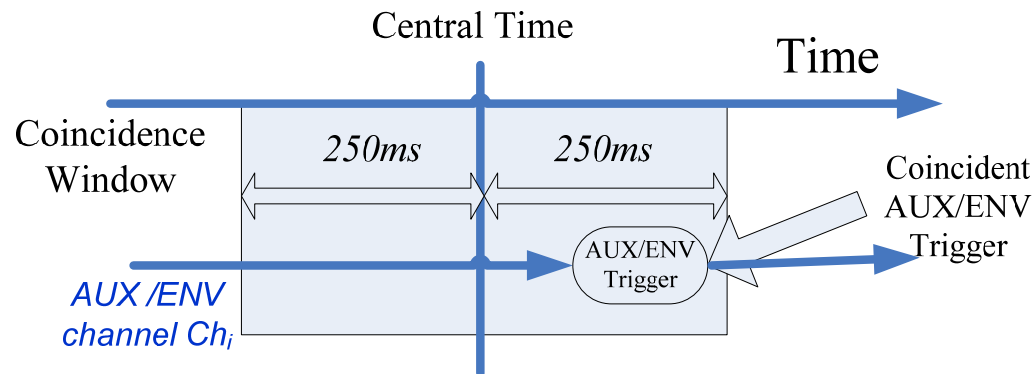 Central Time
Time
Coincidence
Window
250ms
250ms
Coincident
AUX/ENV
Trigger
AUX/ENV
Trigger
AUX /ENV
channel Chi